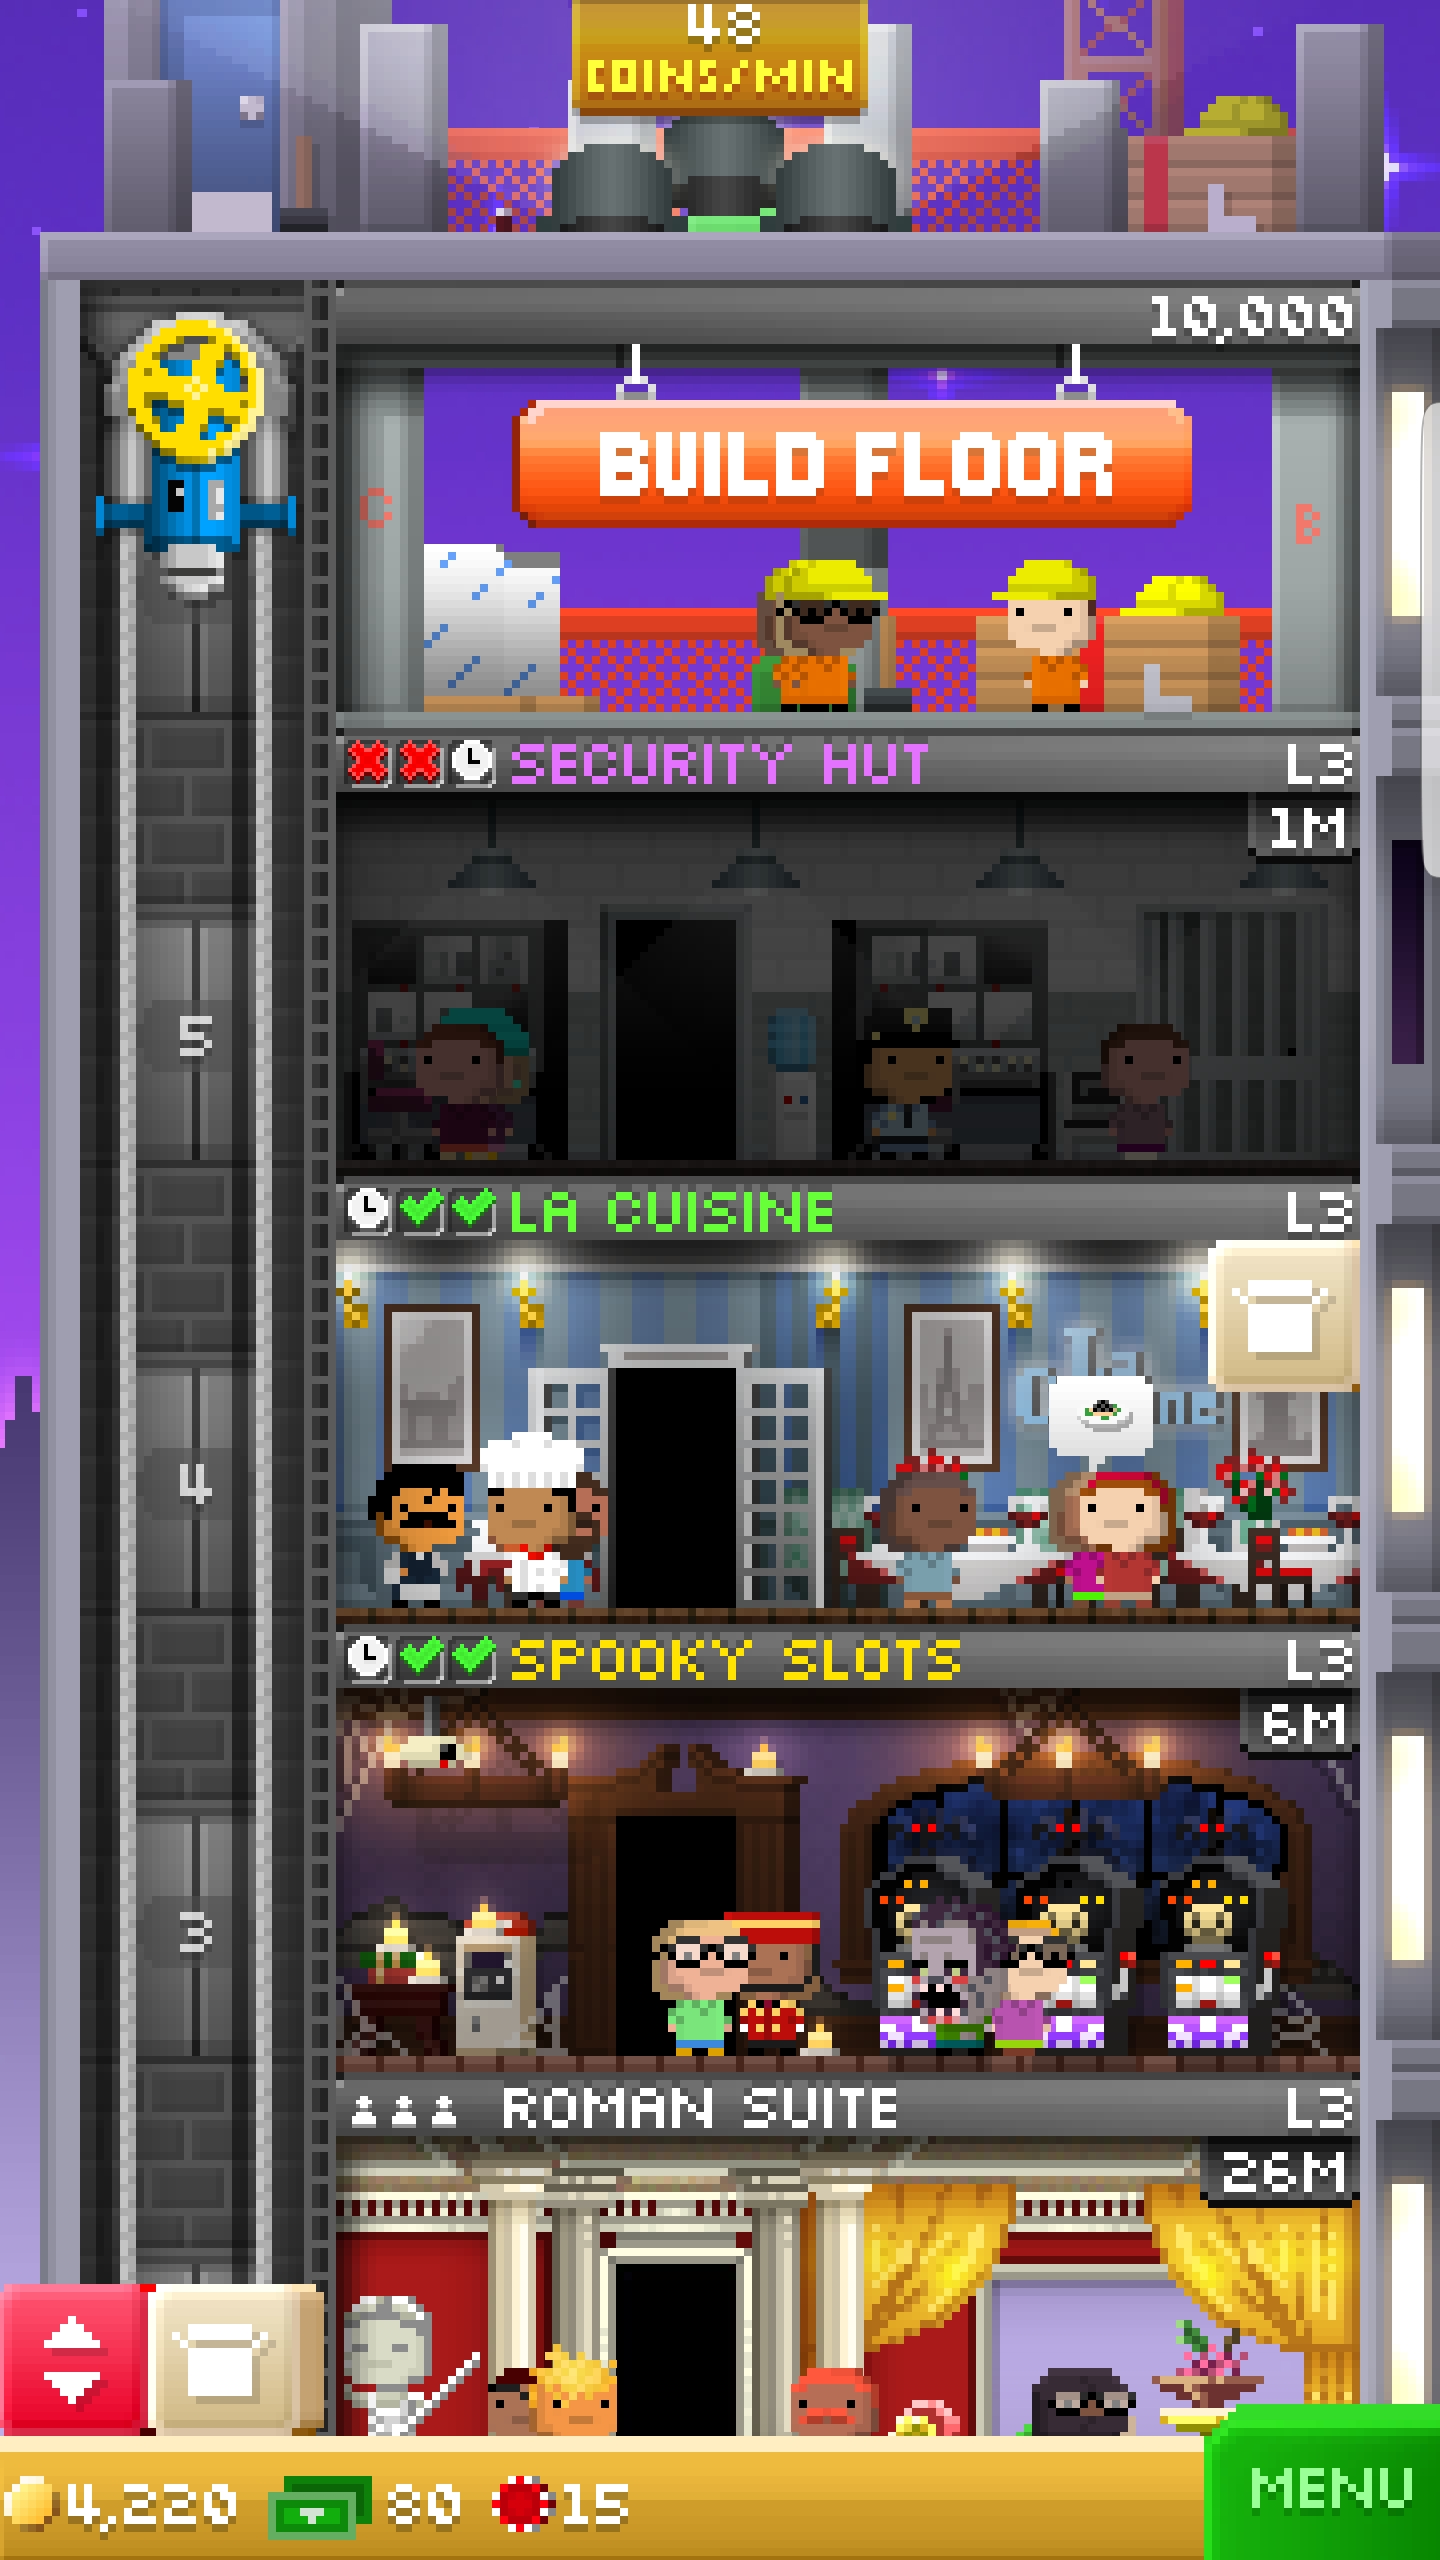 48
COINS/MIN
10,000
BUILD FLOOR
C
B
SECURITY HUT L3
1M
5
LA CUISINE L3
La
4
SPOOKY SLOTS L3
6M
3
ROMAN SUITE L3
26M
4,220 80 15
MENU